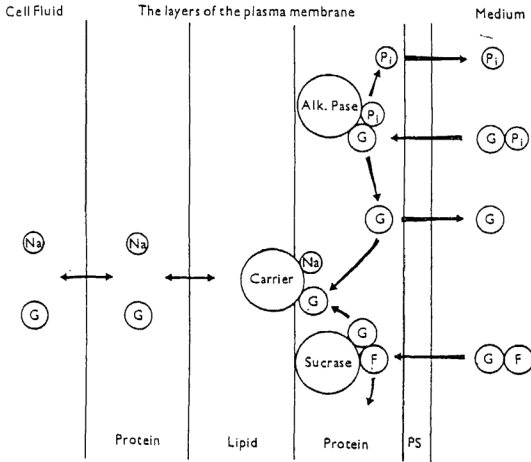 Cell Fluid The layers of the plasma membrane Medium
Pi Pi
Alk. Pase Pi
G G Pi
G G
Na Na Na
Carrier
G G G
G
Sucrase F G F
Protein Lipid Protein PS